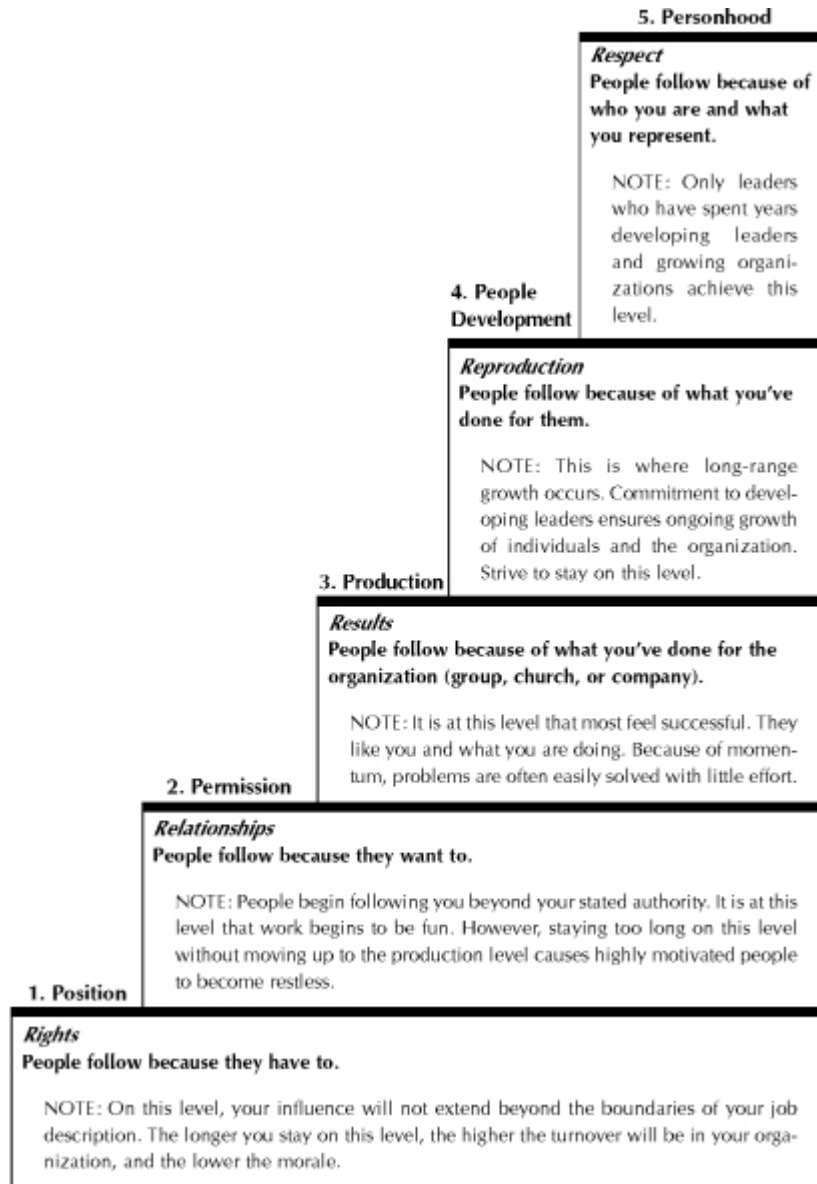 5. Personhood
Respect
People follow because of
who you are and what
you represent.
NOTE: Only leaders
who have spent years
developing leaders
and growing organi-
zations achieve this
level.
4. People
Development
Reproduction
People follow because of what you've
done for them.
NOTE: This is where long-range
growth occurs. Commitment to devel-
oping leaders ensures ongoing growth
of individuals and the organization.
Strive to stay on this level.
3. Production
Results
People follow because of what you've done for the
organization (group, church, or company).
NOTE: It is at this level that most feel successful. They
like you and what you are doing. Because of momen-
tum, problems are often easily solved with little effort.
2. Permission
Relationships
People follow because they want to.
NOTE: People begin following you beyond your stated authority. It is at this
level that work begins to be fun. However, staying too long on this level
without moving up to the production level causes highly motivated people
to become restless.
1. Position
Rights
People follow because they have to.
NOTE: On this level, your influence will not extend beyond the boundaries of your job
description. The longer you stay on this level, the higher the turnover will be in your orga-
nization, and the lower the morale.